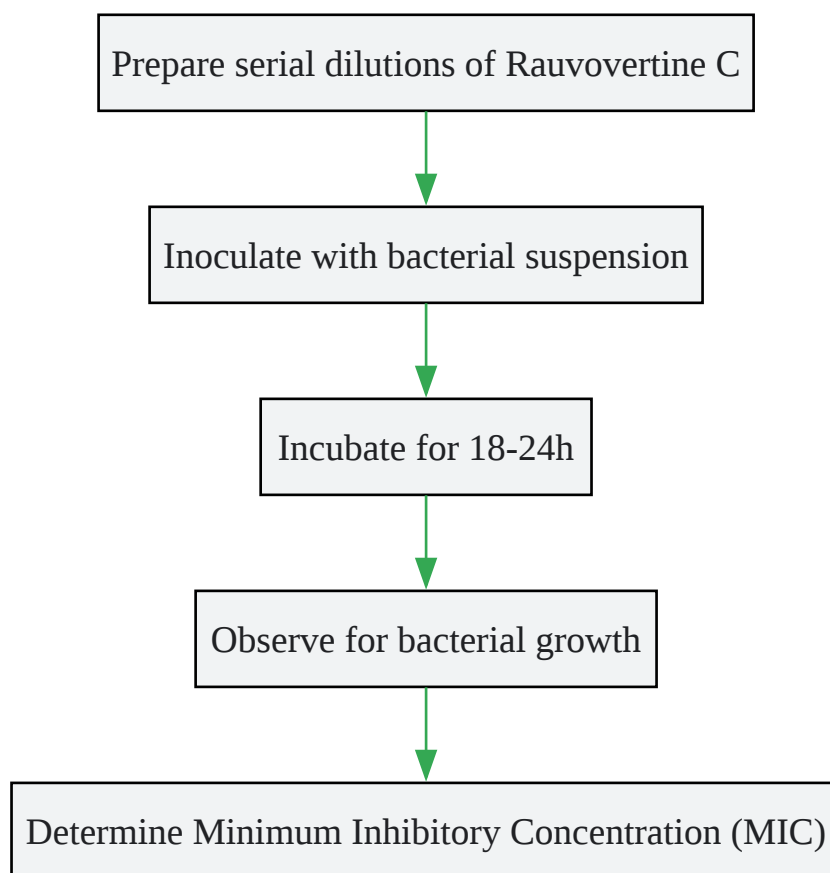 Prepare serial dilutions of Rauvovertine C
Inoculate with bacterial suspension
Incubate for 18-24h
Observe for bacterial growth
Determine Minimum Inhibitory Concentration (MIC)